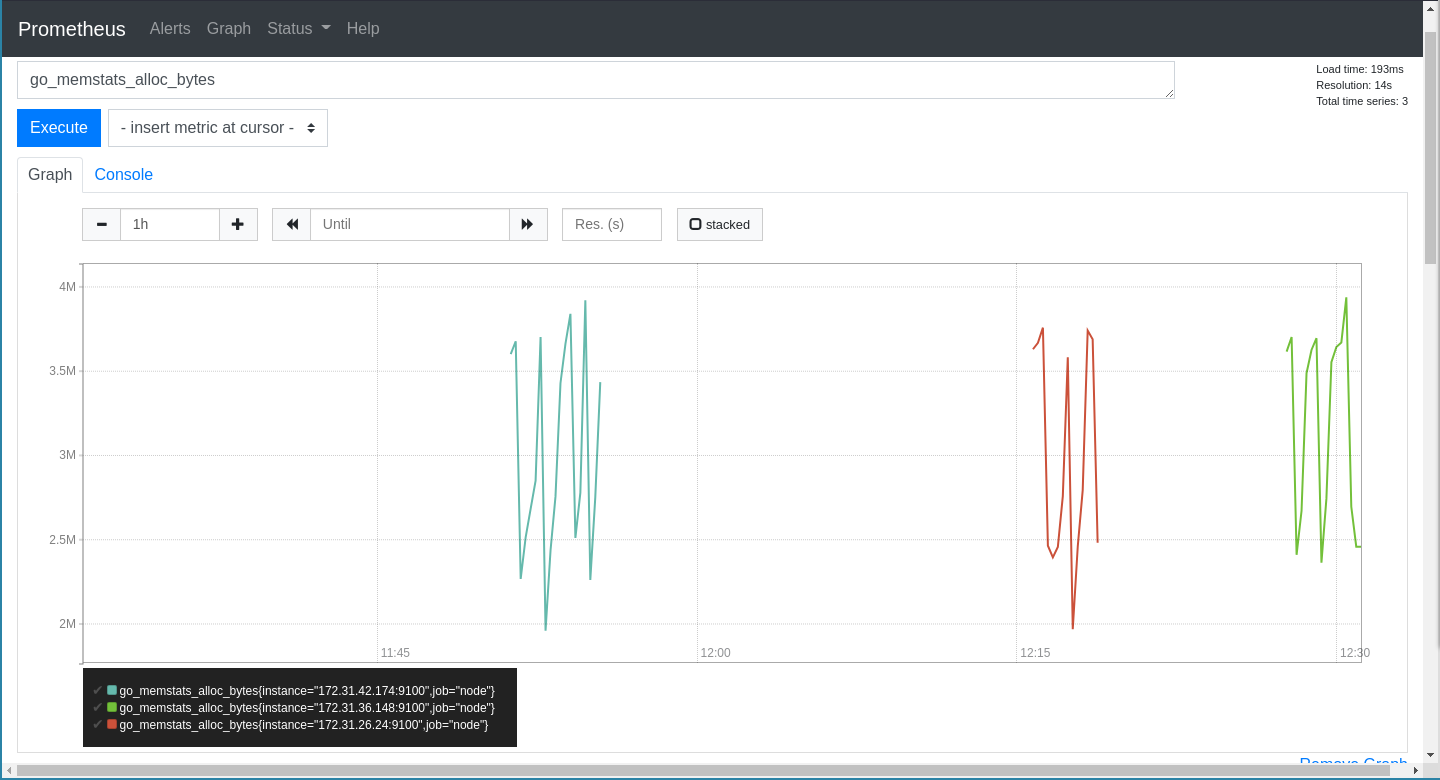 Prometheus Alerts Graph Status Help
go_memstats_alloc_bytes
Load time: 193ms
Resolution: 14s
Total time series: 3
Execute - insert metric at cursor -
Graph Console
1h Until Res. (s) stacked
4M
3.5M
3M
2.5M
2M
11:45 12:00 12:15 12:30
go_memstats_alloc_bytes{instance="172.31.42.174:9100",job="node"}
go_memstats_alloc_bytes{instance="172.31.36.148:9100",job="node"}
go_memstats_alloc_bytes{instance="172.31.26.24:9100",job="node"}
Remove Graph